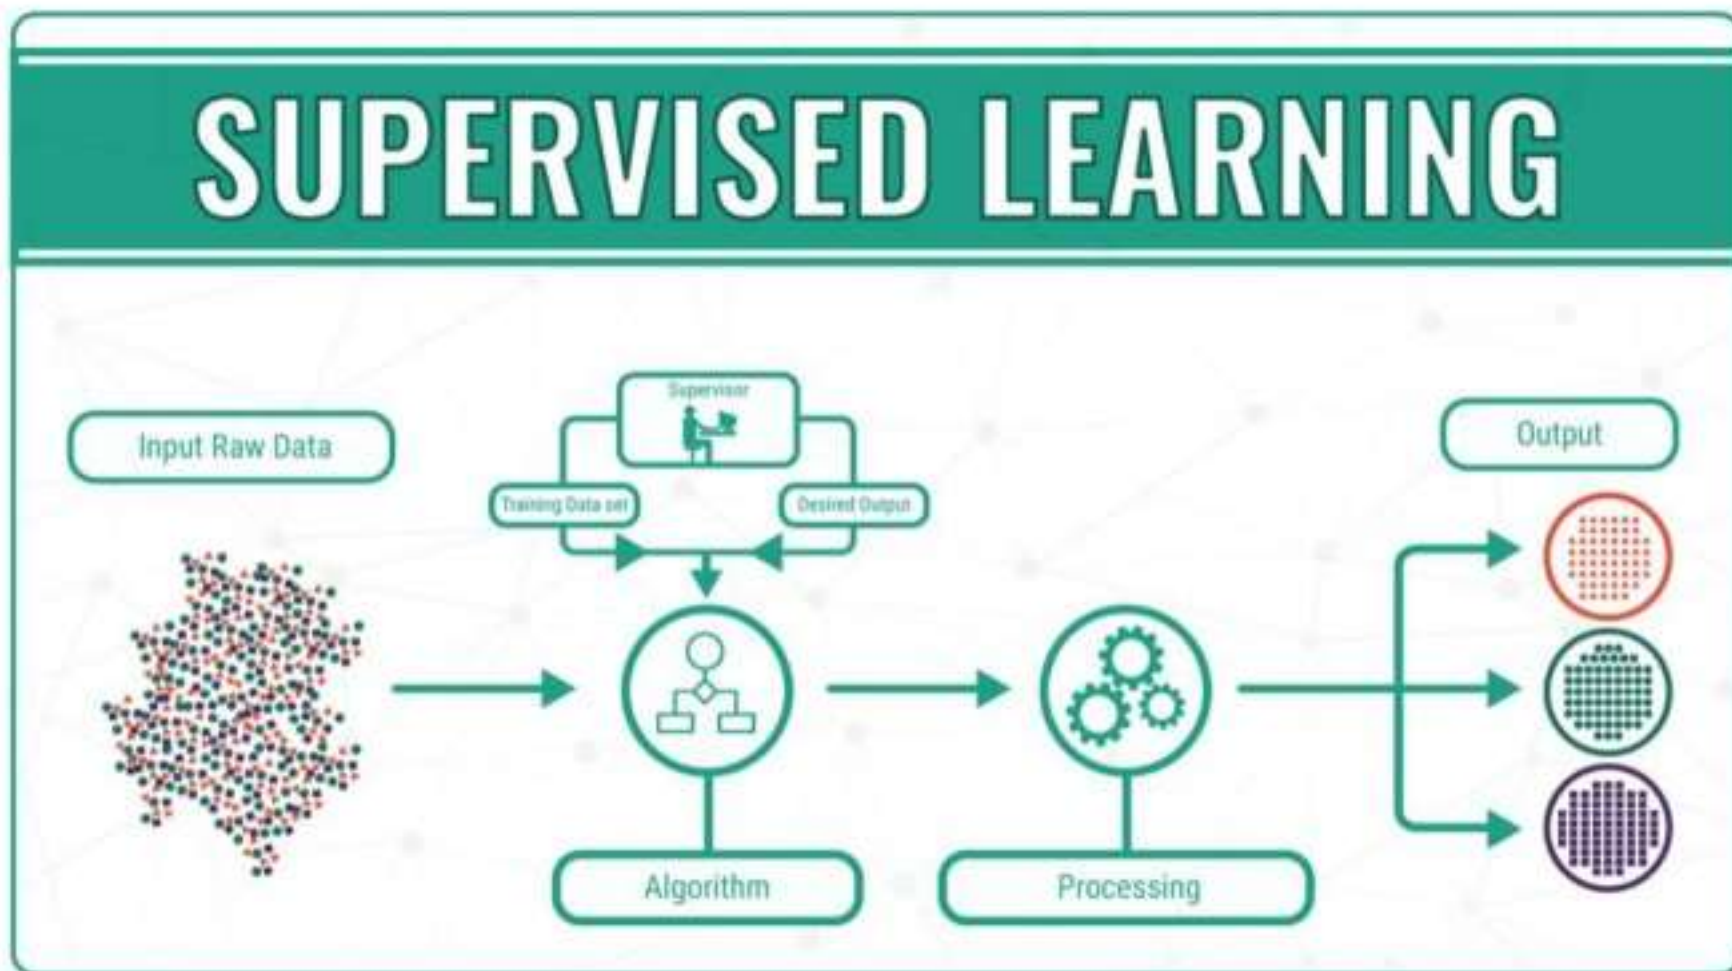 SUPERVISED LEARNING
Input Raw Data
Supervisor
Training Data set
Desired Output
Algorithm
Processing
Output